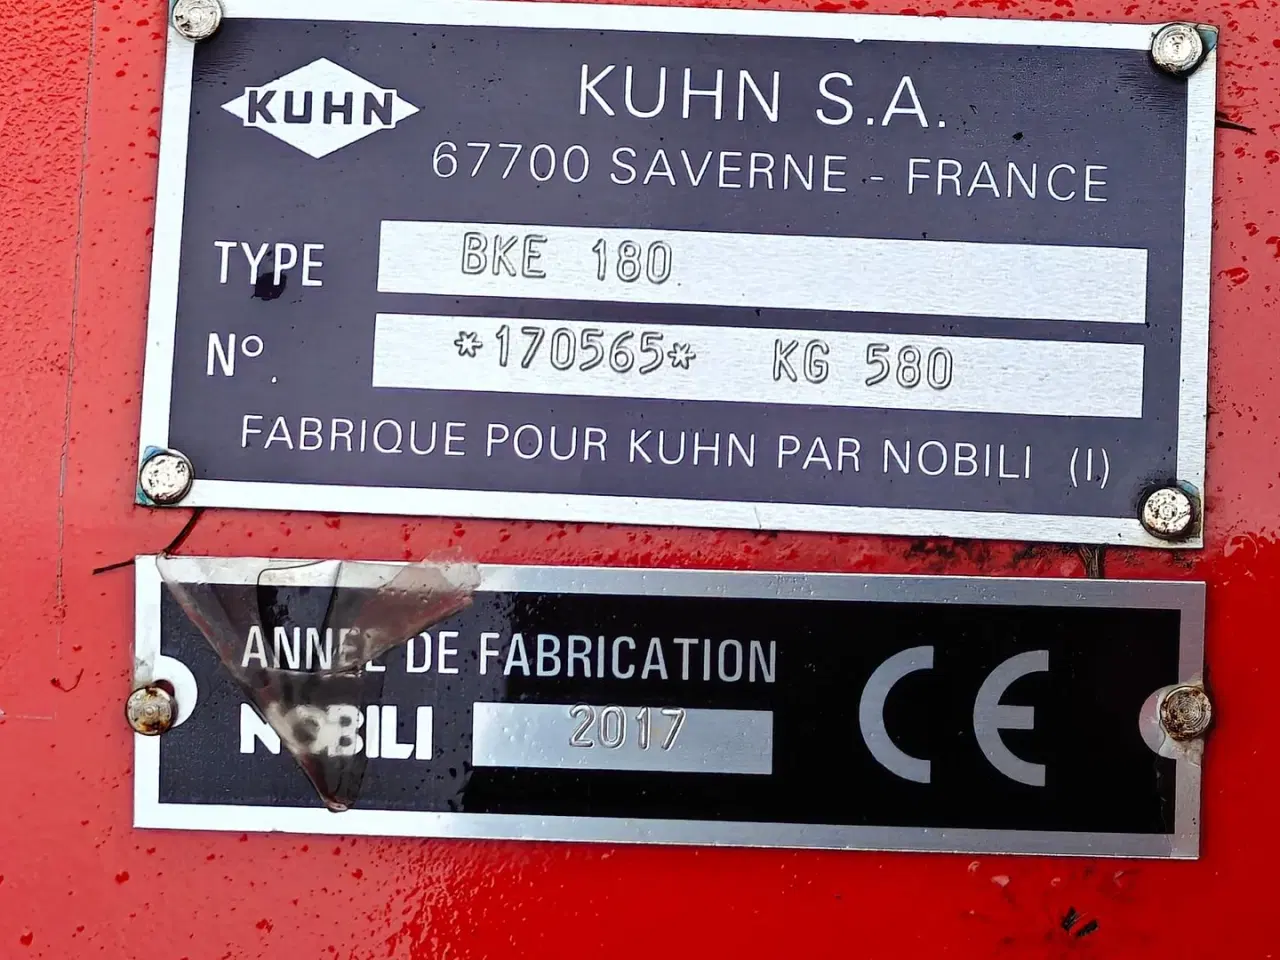 KUHN
KUHN S.A.
67700 SAVERNE - FRANCE
TYPE BKE 180
N° *170565* KG 580
FABRIQUE POUR KUHN PAR NOBILI (I)
ANNEE DE FABRICATION
NOBILI 2017
CE